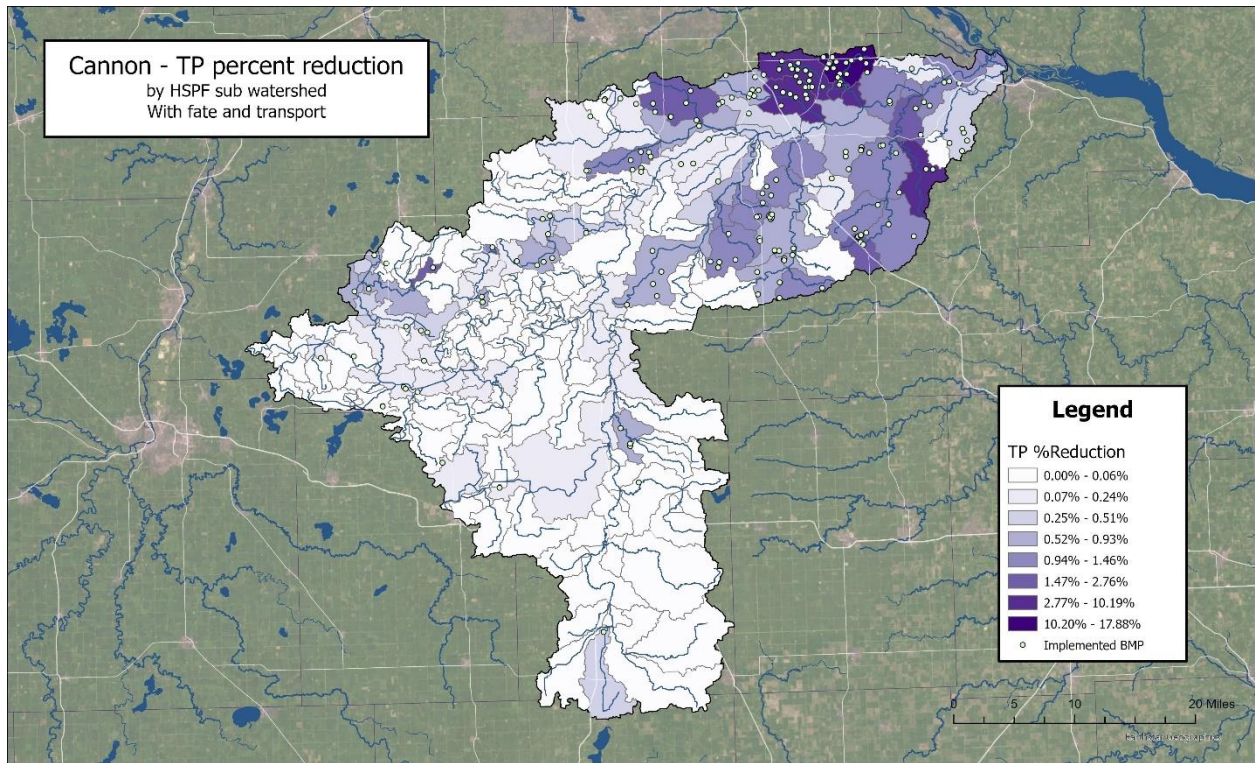 Cannon - TP percent reduction
by HSPF sub watershed
With fate and transport
Legend
TP %Reduction
0.00% - 0.06%
0.07% - 0.24%
0.25% - 0.51%
0.52% - 0.93%
0.94% - 1.46%
1.47% - 2.76%
2.77% - 10.19%
10.20% - 17.88%
Implemented BMP
0 5 10 20 Miles
Earthstar Geographics